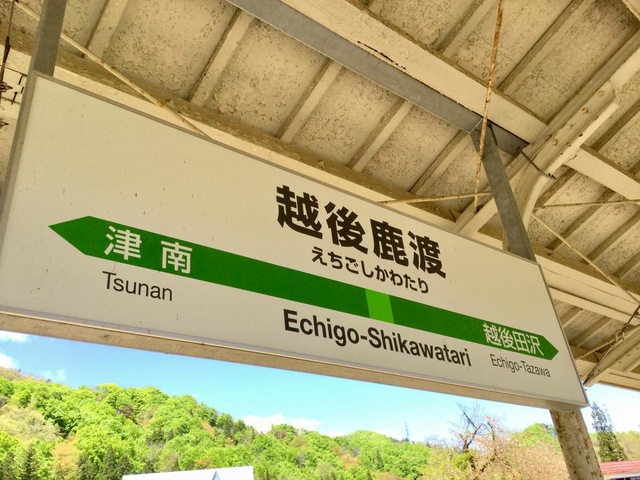 越後鹿渡
えちごしかわたり
津南
越後田沢
Tsunan
Echigo-Shikawatari
Echigo-Tazawa